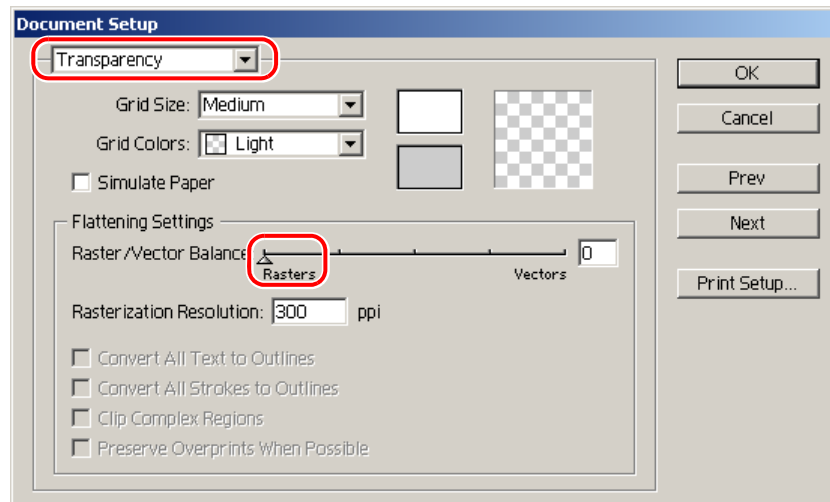 Document Setup
Transparency
Grid Size: Medium
Grid Colors: Light
Simulate Paper
Flattening Settings
Raster/Vector Balance 0
Rasters Vectors
Rasterization Resolution: 300 ppi
Convert All Text to Outlines
Convert All Strokes to Outlines
Clip Complex Regions
Preserve Overprints When Possible
OK
Cancel
Prev
Next
Print Setup...